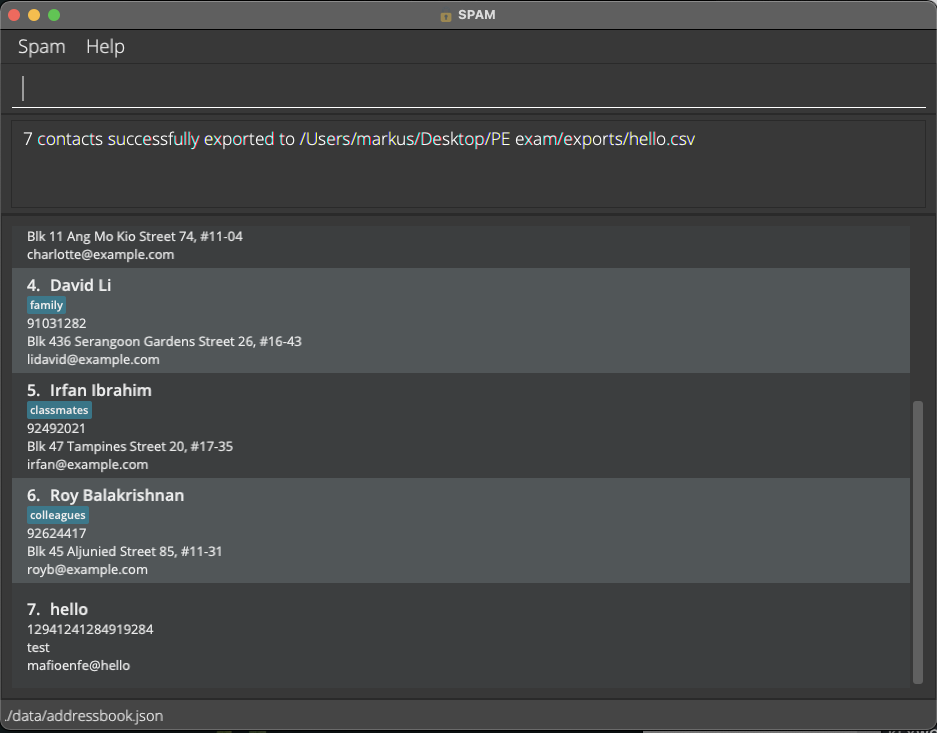 SPAM
Spam Help
7 contacts successfully exported to /Users/markus/Desktop/PE exam/exports/hello.csv
Blk 11 Ang Mo Kio Street 74, #11-04
charlotte@example.com
4. David Li
family
91031282
Blk 436 Serangoon Gardens Street 26, #16-43
lidavid@example.com
5. Irfan Ibrahim
classmates
92492021
Blk 47 Tampines Street 20, #17-35
irfan@example.com
6. Roy Balakrishnan
colleagues
92624417
Blk 45 Aljunied Street 85, #11-31
royb@example.com
7. hello
12941241284919284
test
mafioenfe@hello
./data/addressbook.json